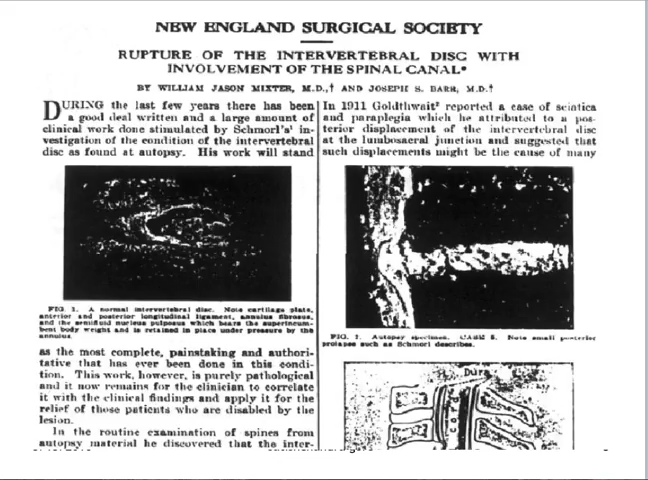 NEW ENGLAND SURGICAL SOCIETY
RUPTURE OF THE INTERVERTEBRAL DISC WITH
INVOLVEMENT OF THE SPINAL CANAL*
BY WILLIAM JASON MIXTER, M.D.,† AND JOSEPH S. BARR, M.D.†
DURING the last few years there has been
a good deal written and a large amount of
clinical work done stimulated by Schmorl's¹ in-
vestigation of the condition of the intervertebral
disc as found at autopsy. His work will stand
FIG. 1. A normal intervertebral disc. Note cartilage plate,
anterior and posterior longitudinal ligament, annulus fibrosus,
and the semifluid nucleus pulposus which bears the superincum-
bent body weight and is retained in place under pressure by the
annulus.
as the most complete, painstaking and authori-
tative that has ever been done in this condi-
tion. This work, however, is purely pathological
and it now remains for the clinician to correlate
it with the clinical findings and apply it for the
relief of those patients who are disabled by the
lesion.
In the routine examination of spines from
autopsy material he discovered that the inter-
In 1911 Goldthwait² reported a case of sciatica
and paraplegia which he attributed to a pos-
terior displacement of the intervertebral disc
at the lumbosacral junction and suggested that
such displacements might be the cause of many
FIG. 2. Autopsy specimen. CASE 8. Note small posterior
prolapse such as Schmorl describes.
Dura
cord